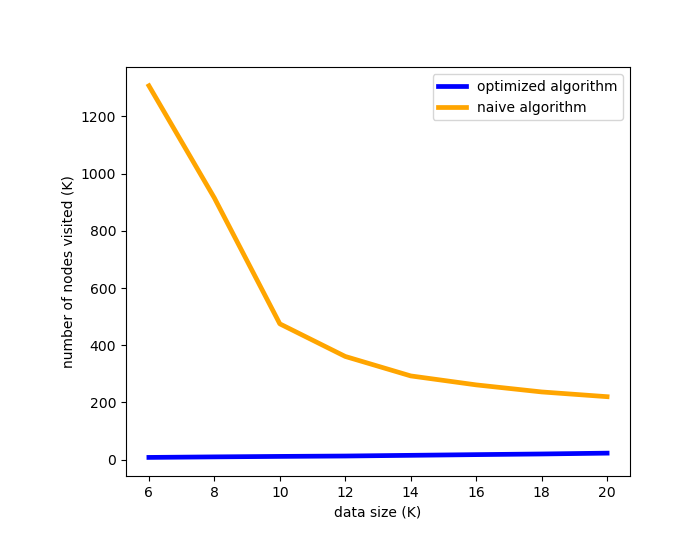 optimized algorithm
naive algorithm
number of nodes visited (K)
1200
1000
800
600
400
200
0
6 8 10 12 14 16 18 20
data size (K)